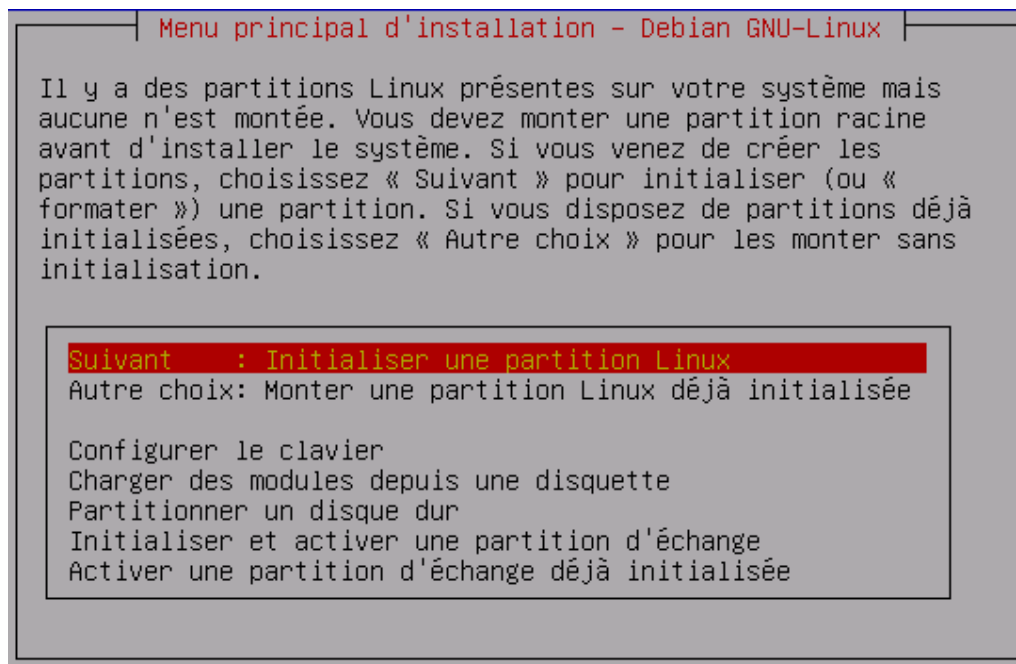 Menu principal d'installation – Debian GNU-Linux
Il y a des partitions Linux présentes sur votre système mais
aucune n'est montée. Vous devez monter une partition racine
avant d'installer le système. Si vous venez de créer les
partitions, choisissez « Suivant » pour initialiser (ou «
formater ») une partition. Si vous disposez de partitions déjà
initialisées, choisissez « Autre choix » pour les monter sans
initialisation.
Suivant    : Initialiser une partition Linux
Autre choix: Monter une partition Linux déjà initialisée
Configurer le clavier
Charger des modules depuis une disquette
Partitionner un disque dur
Initialiser et activer une partition d'échange
Activer une partition d'échange déjà initialisée